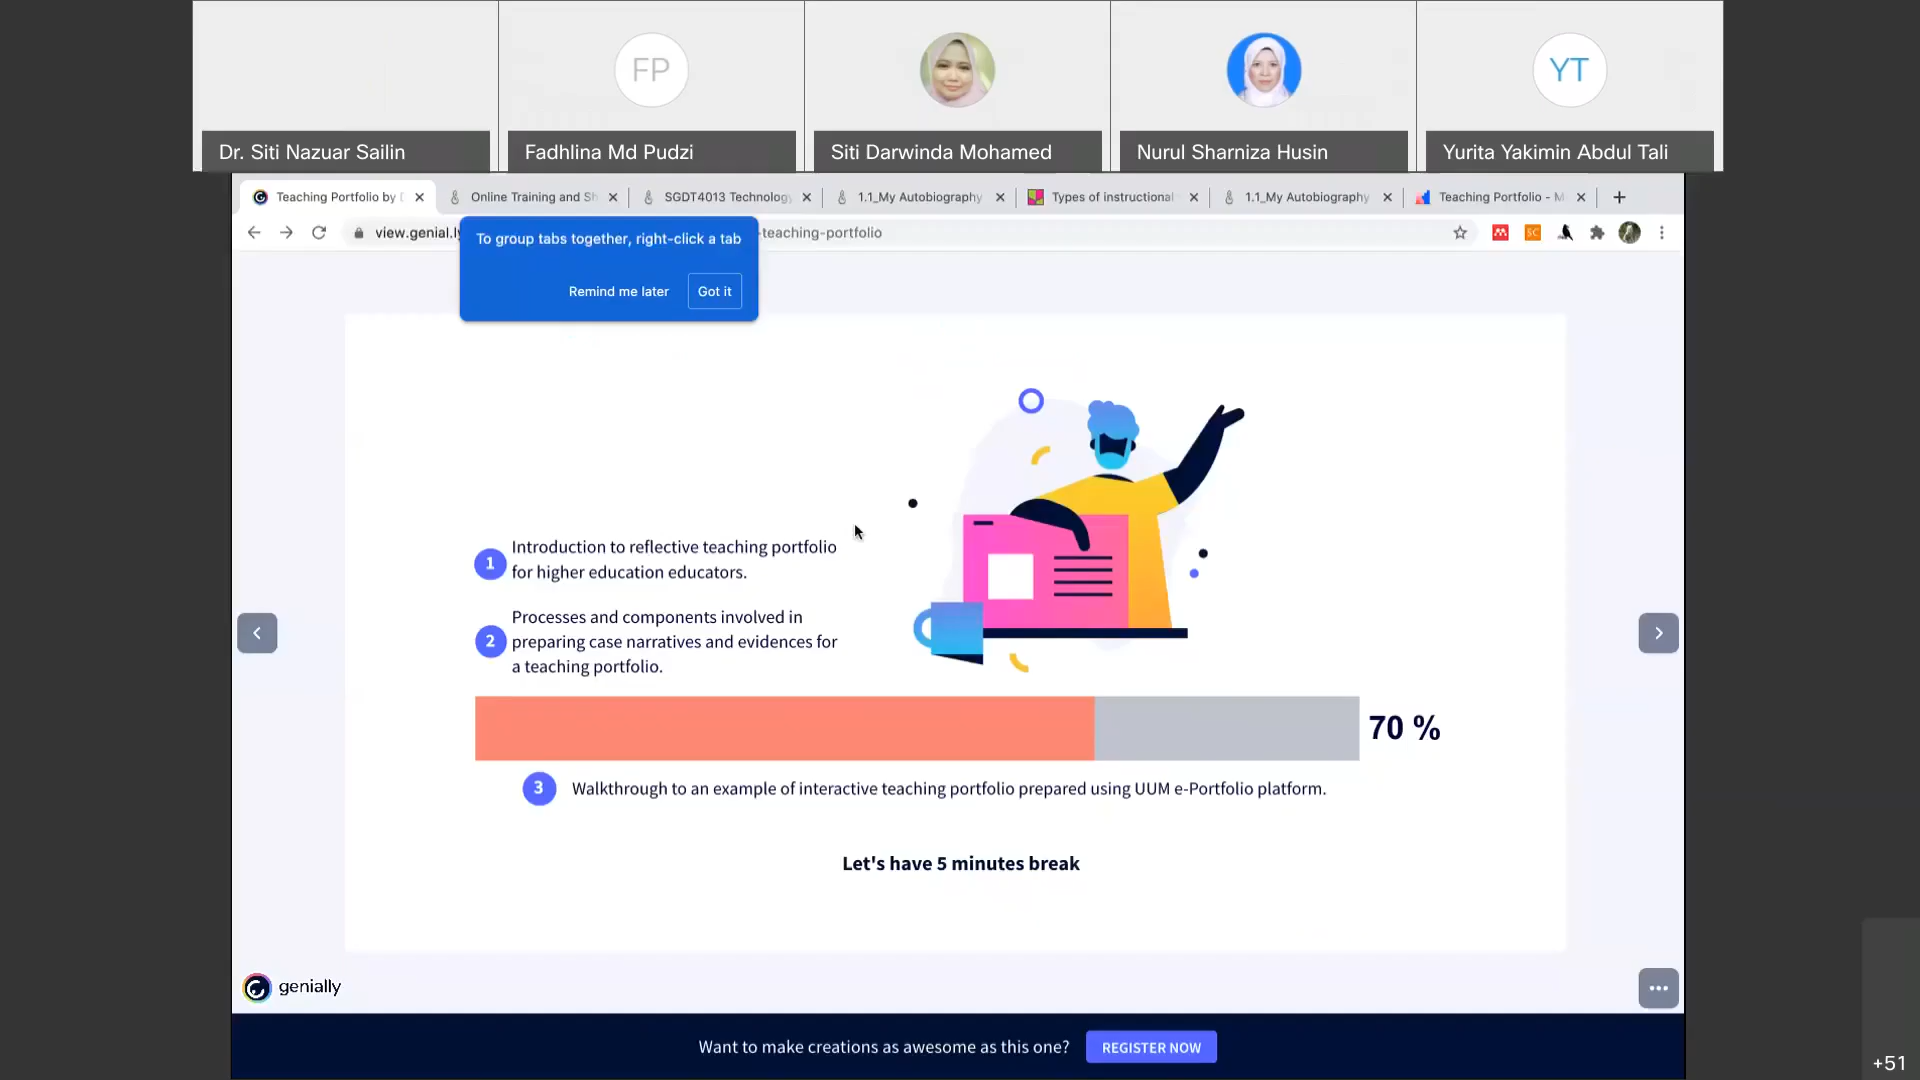 FP
YT
Dr. Siti Nazuar Sailin
Fadhlina Md Pudzi
Siti Darwinda Mohamed
Nurul Sharniza Husin
Yurita Yakimin Abdul Tali
Teaching Portfolio by
Online Training and Sh
SGDT4013 Technology
1.1_My Autobiography
Types of instructional
1.1_My Autobiography
Teaching Portfolio - M
view.genial.ly
-teaching-portfolio
SC
To group tabs together, right-click a tab
Remind me later
Got it
1
Introduction to reflective teaching portfolio
for higher education educators.
2
Processes and components involved in
preparing case narratives and evidences for
a teaching portfolio.
70 %
3 Walkthrough to an example of interactive teaching portfolio prepared using UUM e-Portfolio platform.
Let's have 5 minutes break
genially
Want to make creations as awesome as this one?
REGISTER NOW
+51